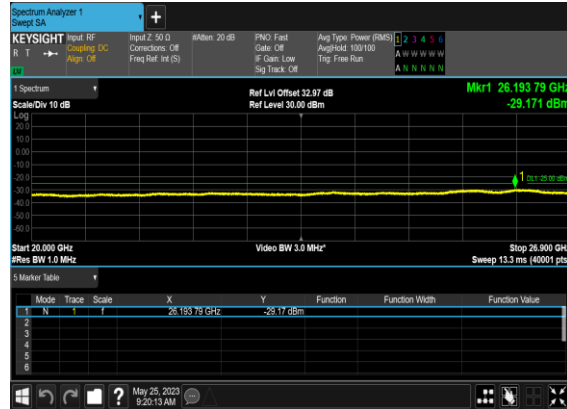 Spectrum Analyzer 1
Swept SA
+
KEYSIGHT Input: RF Input Z: 50 Ω #Atten: 20 dB PNO: Fast Avg Type: Power (RMS) 1 2 3 4 5 6
R T Coupling: DC Corrections: Off Gate: Off Avg|Hold: 100/100 A W W W W W
Align: Off Freq Ref: Int (S) IF Gain: Low Trig: Free Run
Sig Track: Off A N N N N N
1 Spectrum Ref Lvl Offset 32.97 dB Mkr1 26.193 79 GHz
Scale/Div 10 dB Ref Level 30.00 dBm -29.171 dBm
Log
20.0
10.0
0.00
-10.0
-20.0
1 DL1 -25.00 dBm
-30.0
-40.0
-50.0
-60.0
Start 20.000 GHz Video BW 3.0 MHz* Stop 26.900 GHz
#Res BW 1.0 MHz Sweep 13.3 ms (40001 pts)
5 Marker Table
Mode Trace Scale X Y Function Function Width Function Value
1 N 1 f 26.193 79 GHz -29.17 dBm
2
3
4
5
6
? May 25, 2023
9:20:13 AM